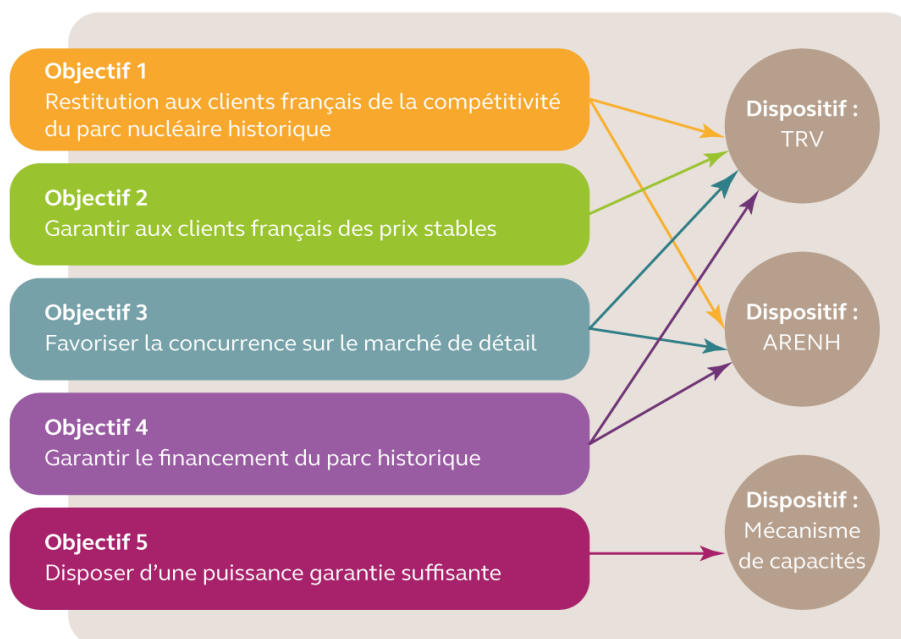 Objectif 1
Restitution aux clients français de la compétitivité
du parc nucléaire historique
Objectif 2
Garantir aux clients français des prix stables
Objectif 3
Favoriser la concurrence sur le marché de détail
Objectif 4
Garantir le financement du parc historique
Objectif 5
Disposer d'une puissance garantie suffisante
Dispositif :
TRV
Dispositif :
ARENH
Dispositif :
Mécanisme
de capacités